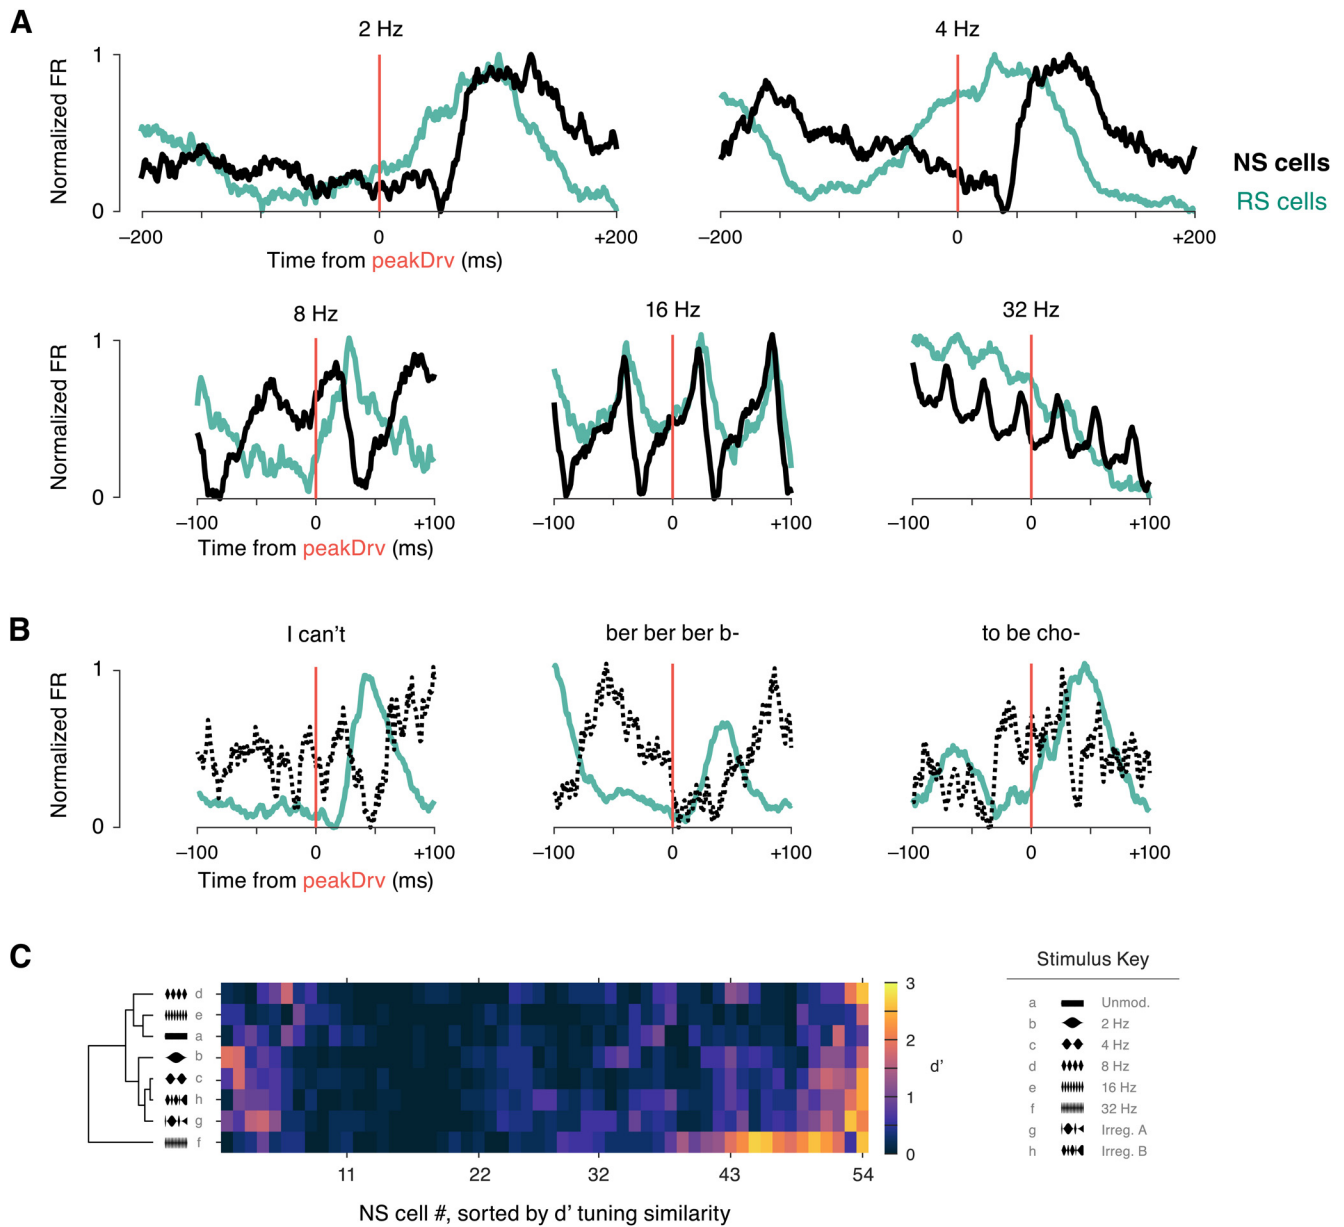 A
2 Hz
4 Hz
Normalized FR
1
0
–200
0
+200
–200
0
+200
Time from peakDrv (ms)
NS cells
RS cells
8 Hz
16 Hz
32 Hz
Normalized FR
1
0
–100
0
+100
–100
0
+100
–100
0
+100
Time from peakDrv (ms)
B
I can't
ber ber ber b-
to be cho-
Normalized FR
1
0
–100
0
+100
–100
0
+100
–100
0
+100
Time from peakDrv (ms)
C
d
e
a
b
c
h
g
f
11
22
32
43
54
NS cell #, sorted by d' tuning similarity
3
2
1
0
d'
Stimulus Key
a Unmod.
b 2 Hz
c 4 Hz
d 8 Hz
e 16 Hz
f 32 Hz
g Irreg. A
h Irreg. B